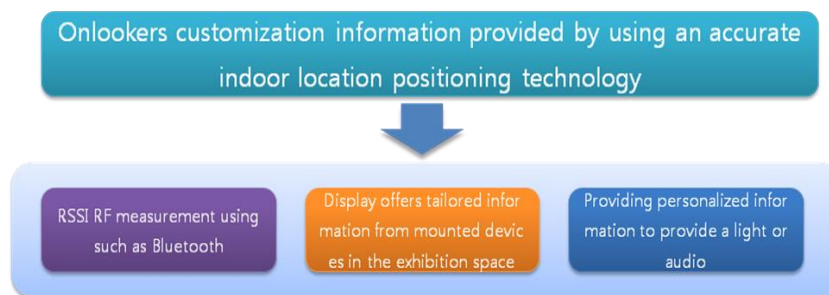 Onlookers customization information provided by using an accurate
indoor location positioning technology
RSSI RF measurement using
such as Bluetooth
Display offers tailored infor
mation from mounted devic
es in the exhibition space
Providing personalized infor
mation to provide a light or
audio